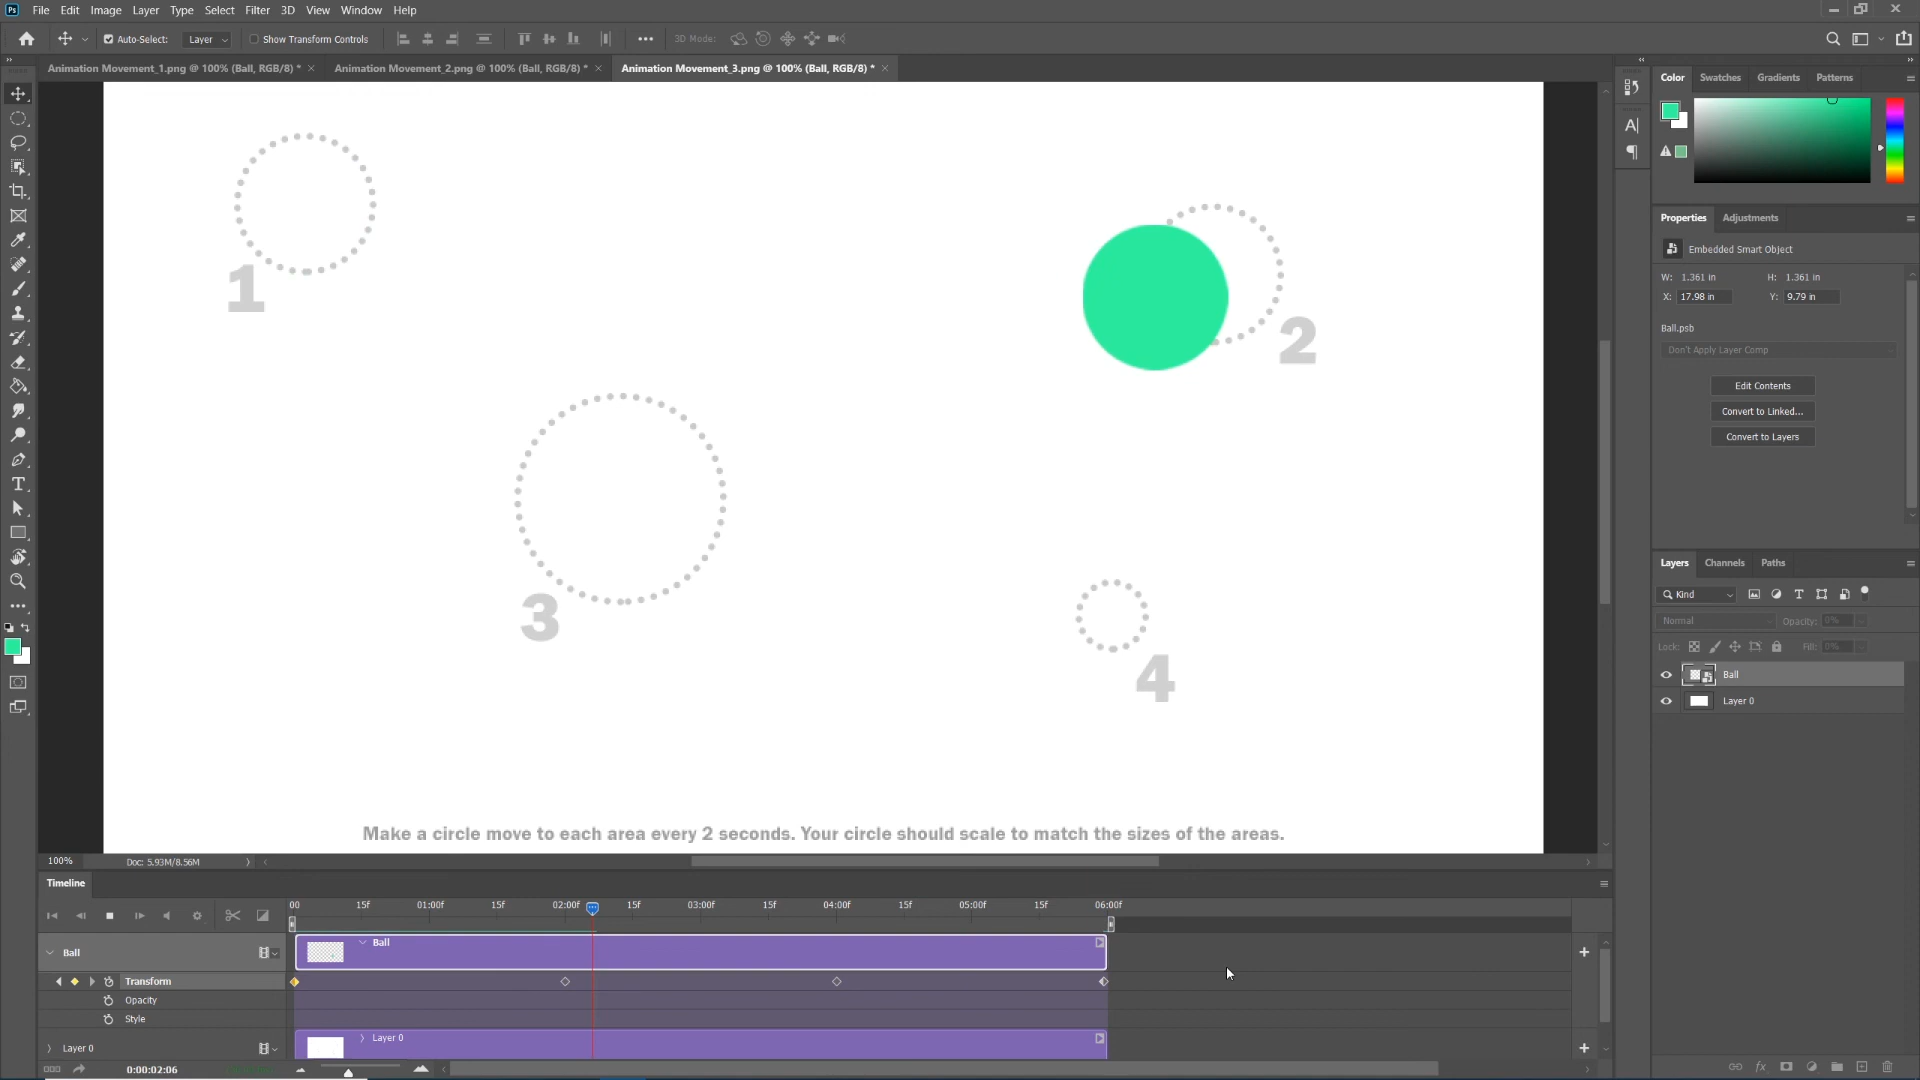 Ps File Edit Image Layer Type Select Filter 3D View Window Help
Auto-Select: Layer Show Transform Controls 3D Mode:
Animation Movement_1.png @ 100% (Ball, RGB/8) * Animation Movement_2.png @ 100% (Ball, RGB/8) * Animation Movement_3.png @ 100% (Ball, RGB/8) *
Color Swatches Gradients Patterns
1
2
3
4
Make a circle move to each area every 2 seconds. Your circle should scale to match the sizes of the areas.
Properties Adjustments
Embedded Smart Object
W: 1.361 in H: 1.361 in
X: 17.98 in Y: 9.79 in
Ball.psb
Don't Apply Layer Comp
Edit Contents
Convert to Linked...
Convert to Layers
Layers Channels Paths
Kind
Normal Opacity: 0%
Lock: Fill: 0%
Ball
Layer 0
100% Doc: 5.93M/8.56M
Timeline
00 15f 01:00f 15f 02:00f 15f 03:00f 15f 04:00f 15f 05:00f 15f 06:00f
Ball Ball
Transform
Opacity
Style
Layer 0 Layer 0
0:00:02:06